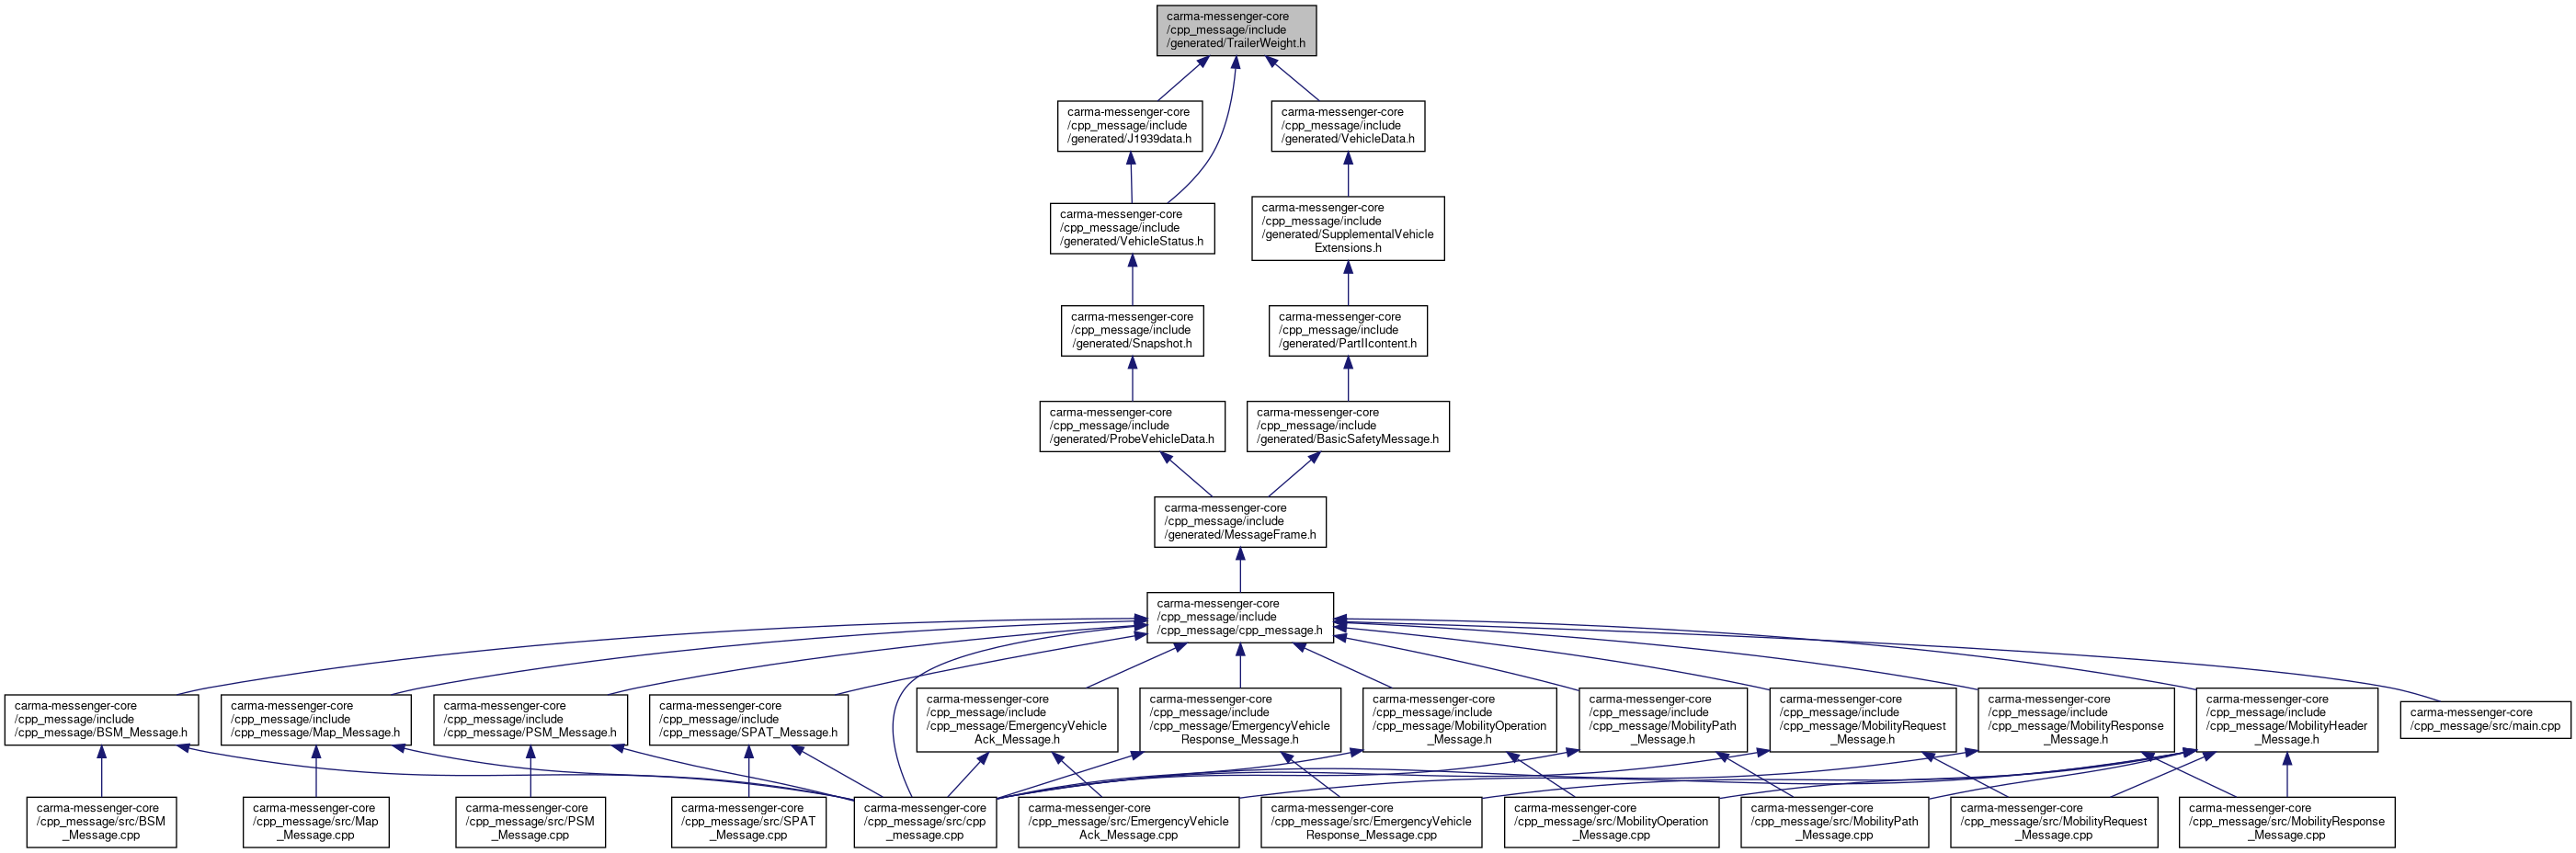 carma-messenger-core
/cpp_message/include
/generated/TrailerWeight.h
carma-messenger-core
/cpp_message/include
/generated/J1939data.h
carma-messenger-core
/cpp_message/include
/generated/VehicleData.h
carma-messenger-core
/cpp_message/include
/generated/VehicleStatus.h
carma-messenger-core
/cpp_message/include
/generated/SupplementalVehicle
Extensions.h
carma-messenger-core
/cpp_message/include
/generated/Snapshot.h
carma-messenger-core
/cpp_message/include
/generated/PartIIcontent.h
carma-messenger-core
/cpp_message/include
/generated/ProbeVehicleData.h
carma-messenger-core
/cpp_message/include
/generated/BasicSafetyMessage.h
carma-messenger-core
/cpp_message/include
/generated/MessageFrame.h
carma-messenger-core
/cpp_message/include
/cpp_message/cpp_message.h
carma-messenger-core
/cpp_message/include
/cpp_message/BSM_Message.h
carma-messenger-core
/cpp_message/include
/cpp_message/Map_Message.h
carma-messenger-core
/cpp_message/include
/cpp_message/PSM_Message.h
carma-messenger-core
/cpp_message/include
/cpp_message/SPAT_Message.h
carma-messenger-core
/cpp_message/include
/cpp_message/EmergencyVehicle
Ack_Message.h
carma-messenger-core
/cpp_message/include
/cpp_message/EmergencyVehicle
Response_Message.h
carma-messenger-core
/cpp_message/include
/cpp_message/MobilityOperation
_Message.h
carma-messenger-core
/cpp_message/include
/cpp_message/MobilityPath
_Message.h
carma-messenger-core
/cpp_message/include
/cpp_message/MobilityRequest
_Message.h
carma-messenger-core
/cpp_message/include
/cpp_message/MobilityResponse
_Message.h
carma-messenger-core
/cpp_message/include
/cpp_message/MobilityHeader
_Message.h
carma-messenger-core
/cpp_message/src/main.cpp
carma-messenger-core
/cpp_message/src/BSM
_Message.cpp
carma-messenger-core
/cpp_message/src/Map
_Message.cpp
carma-messenger-core
/cpp_message/src/PSM
_Message.cpp
carma-messenger-core
/cpp_message/src/SPAT
_Message.cpp
carma-messenger-core
/cpp_message/src/cpp
_message.cpp
carma-messenger-core
/cpp_message/src/EmergencyVehicle
Ack_Message.cpp
carma-messenger-core
/cpp_message/src/EmergencyVehicle
Response_Message.cpp
carma-messenger-core
/cpp_message/src/MobilityOperation
_Message.cpp
carma-messenger-core
/cpp_message/src/MobilityPath
_Message.cpp
carma-messenger-core
/cpp_message/src/MobilityRequest
_Message.cpp
carma-messenger-core
/cpp_message/src/MobilityResponse
_Message.cpp